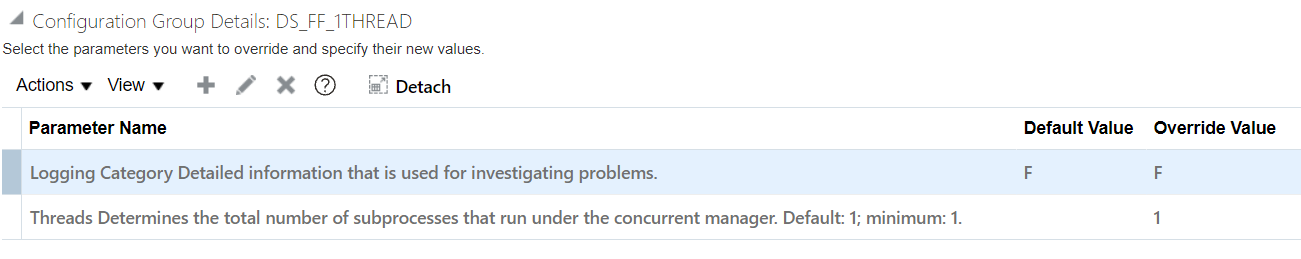 Configuration Group Details: DS_FF_1THREAD
Select the parameters you want to override and specify their new values.
Actions View Detach
Parameter Name Default Value Override Value
Logging Category Detailed information that is used for investigating problems. F F
Threads Determines the total number of subprocesses that run under the concurrent manager. Default: 1; minimum: 1. 1